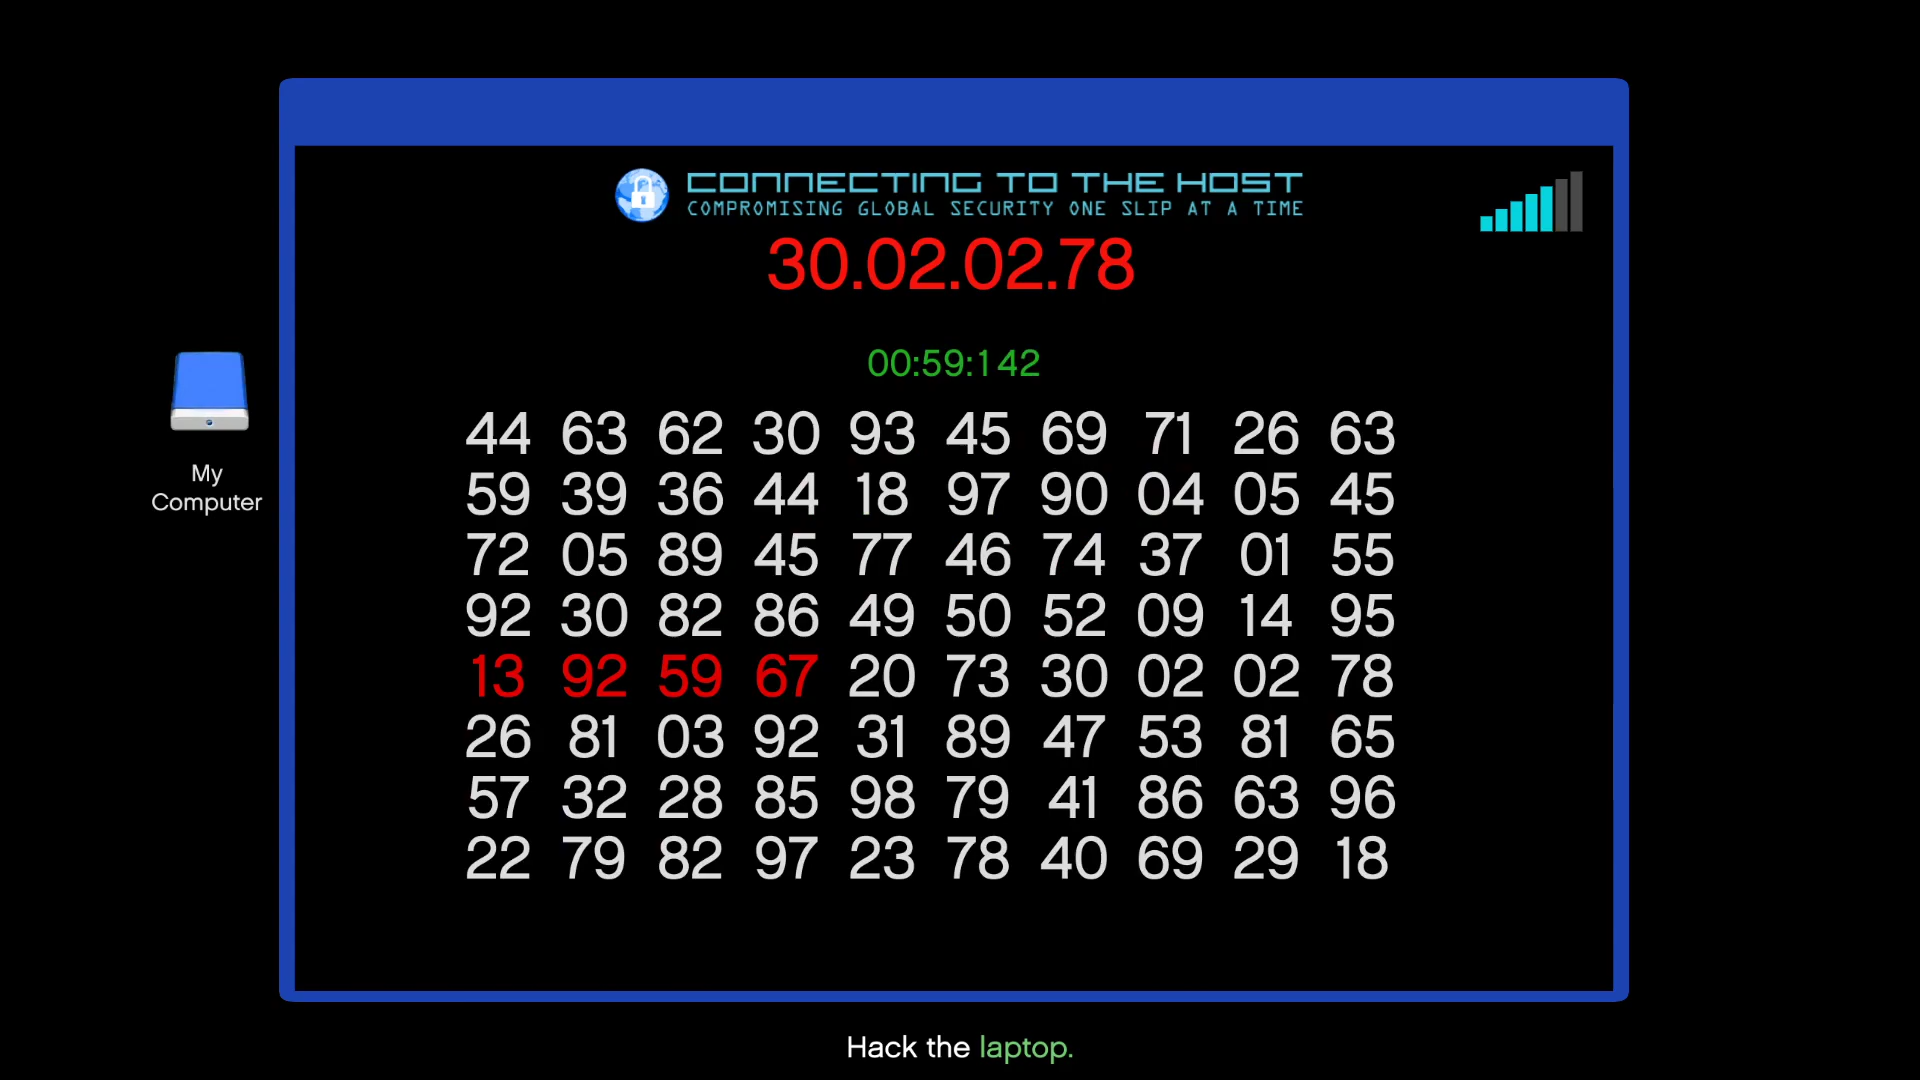 CONNECTING TO THE HOST
COMPROMISING GLOBAL SECURITY ONE SLIP AT A TIME
30.02.02.78
00:59:142
44 63 62 30 93 45 69 71 26 63
59 39 36 44 18 97 90 04 05 45
72 05 89 45 77 46 74 37 01 55
92 30 82 86 49 50 52 09 14 95
13 92 59 67 20 73 30 02 02 78
26 81 03 92 31 89 47 53 81 65
57 32 28 85 98 79 41 86 63 96
22 79 82 97 23 78 40 69 29 18
My
Computer
Hack the laptop.